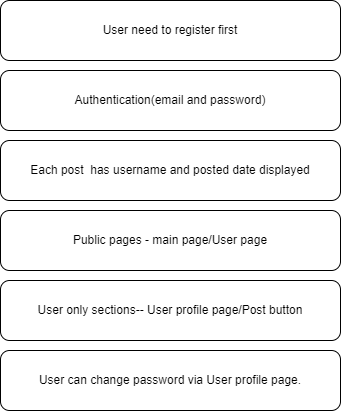 User need to register first
Authentication(email and password)
Each post  has username and posted date displayed
Public pages - main page/User page
User only sections-- User profile page/Post button
User can change password via User profile page.